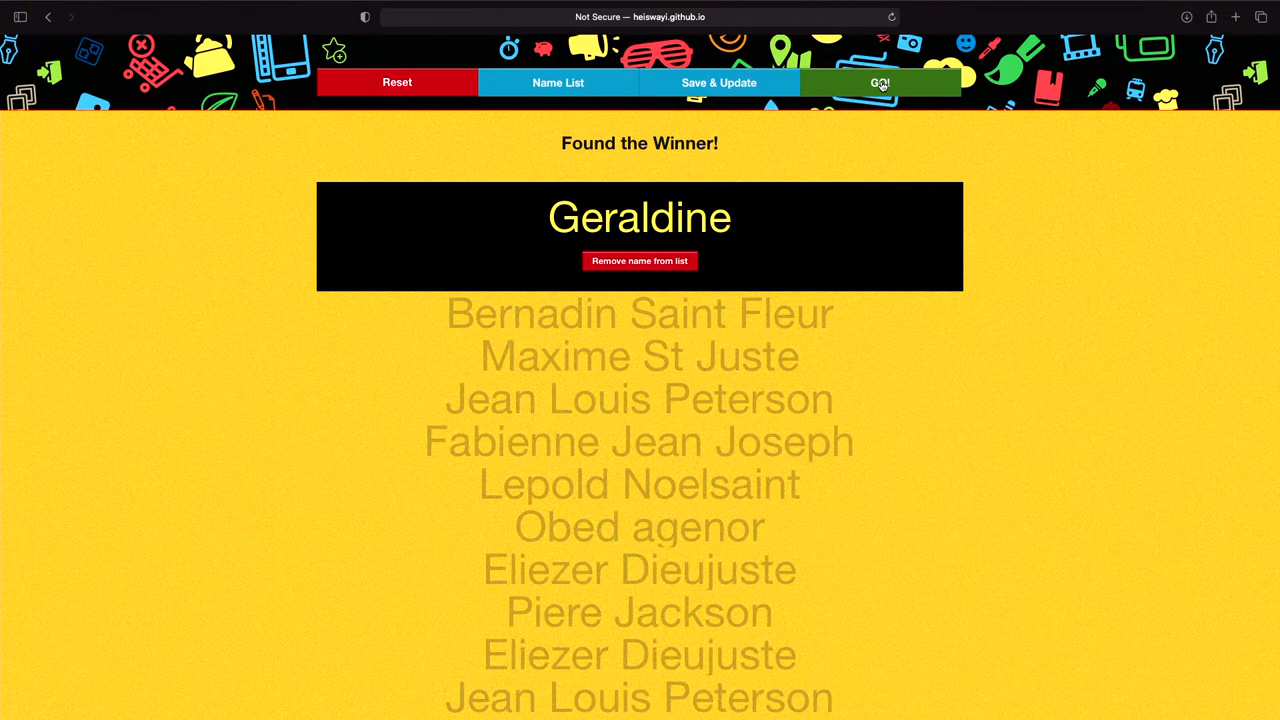 Not Secure — heiswayi.github.io
Reset
Name List
Save & Update
GO!
Found the Winner!
Geraldine
Remove name from list
Bernadin Saint Fleur
Maxime St Juste
Jean Louis Peterson
Fabienne Jean Joseph
Lepold Noelsaint
Obed agenor
Eliezer Dieujuste
Piere Jackson
Eliezer Dieujuste
Jean Louis Peterson